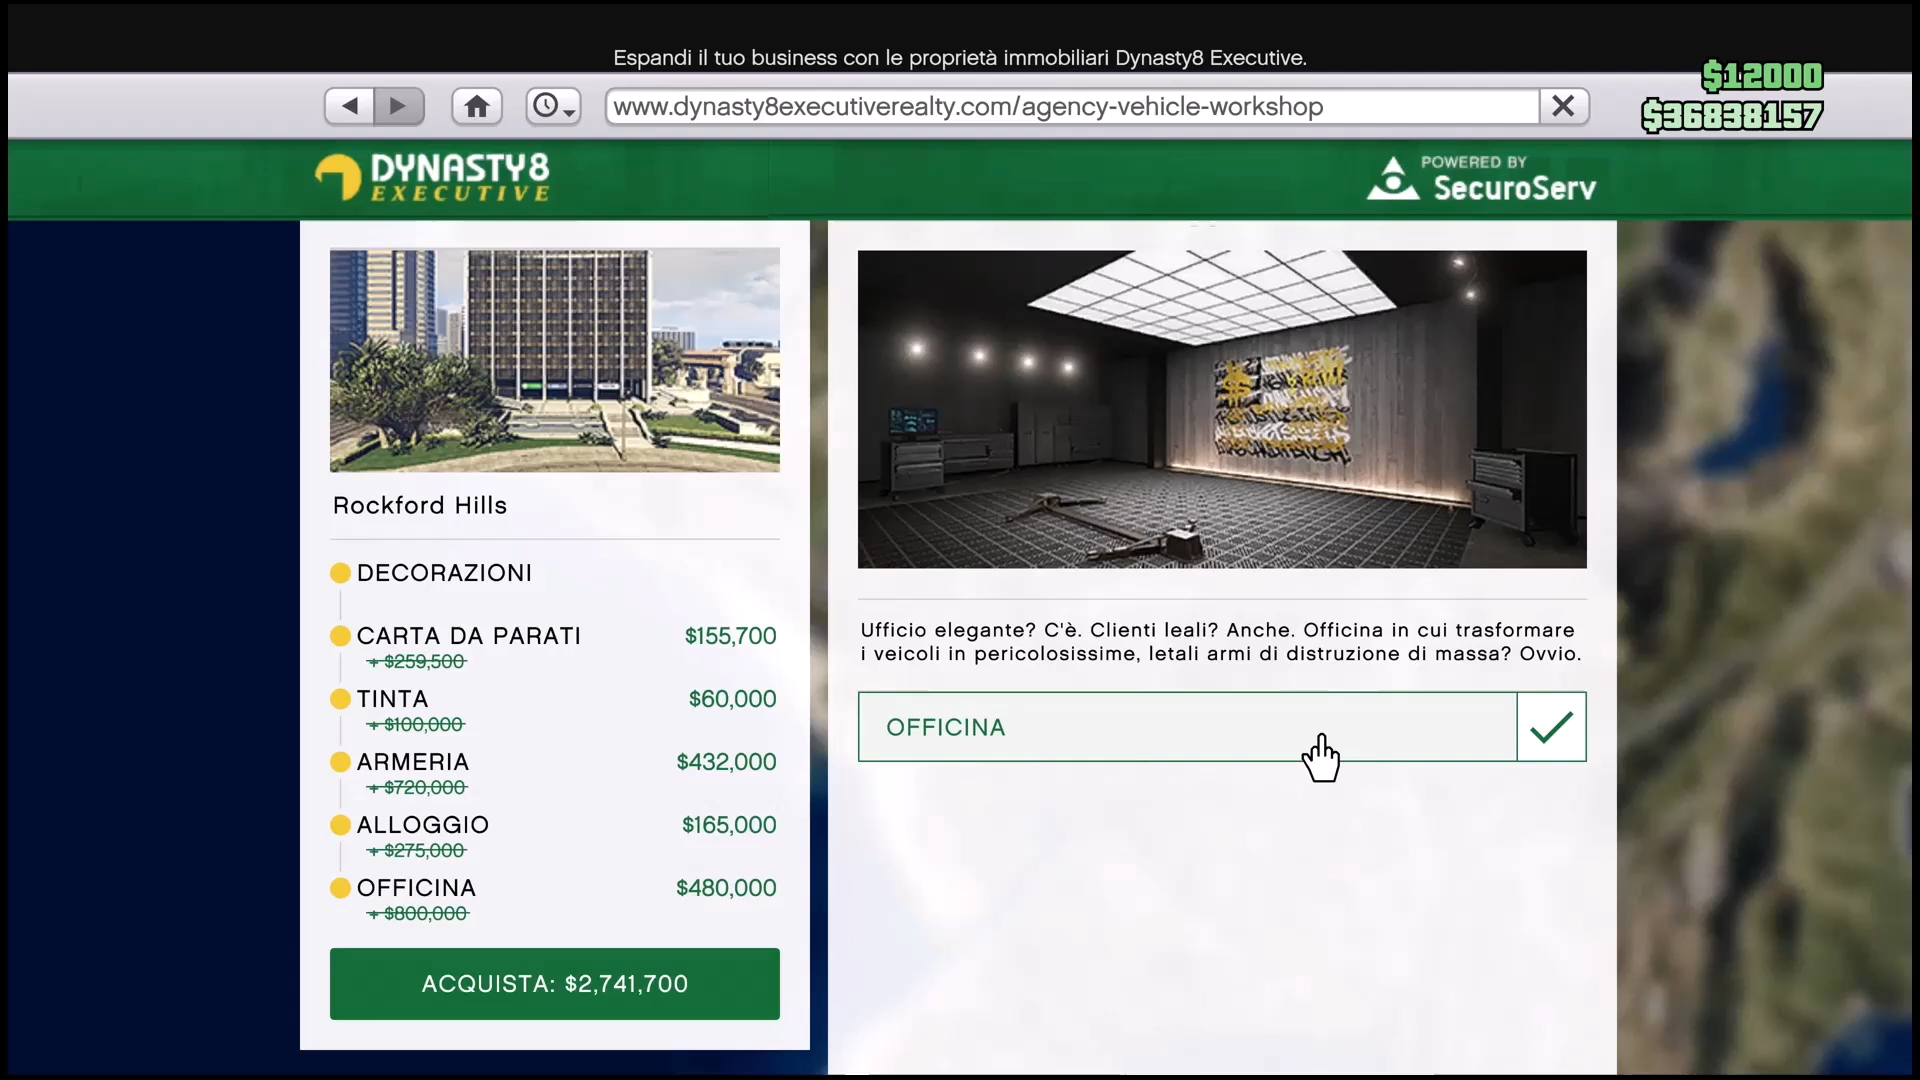 Espandi il tuo business con le proprietà immobiliari Dynasty8 Executive.
$12000
www.dynasty8executiverealty.com/agency-vehicle-workshop
$36838157
DYNASTY8
EXECUTIVE
POWERED BY
SecuroServ
Rockford Hills
DECORAZIONI
CARTA DA PARATI $155,700
+ $259,500
TINTA $60,000
+ $100,000
ARMERIA $432,000
+ $720,000
ALLOGGIO $165,000
+ $275,000
OFFICINA $480,000
+ $800,000
ACQUISTA: $2,741,700
Ufficio elegante? C'è. Clienti leali? Anche. Officina in cui trasformare
i veicoli in pericolosissime, letali armi di distruzione di massa? Ovvio.
OFFICINA